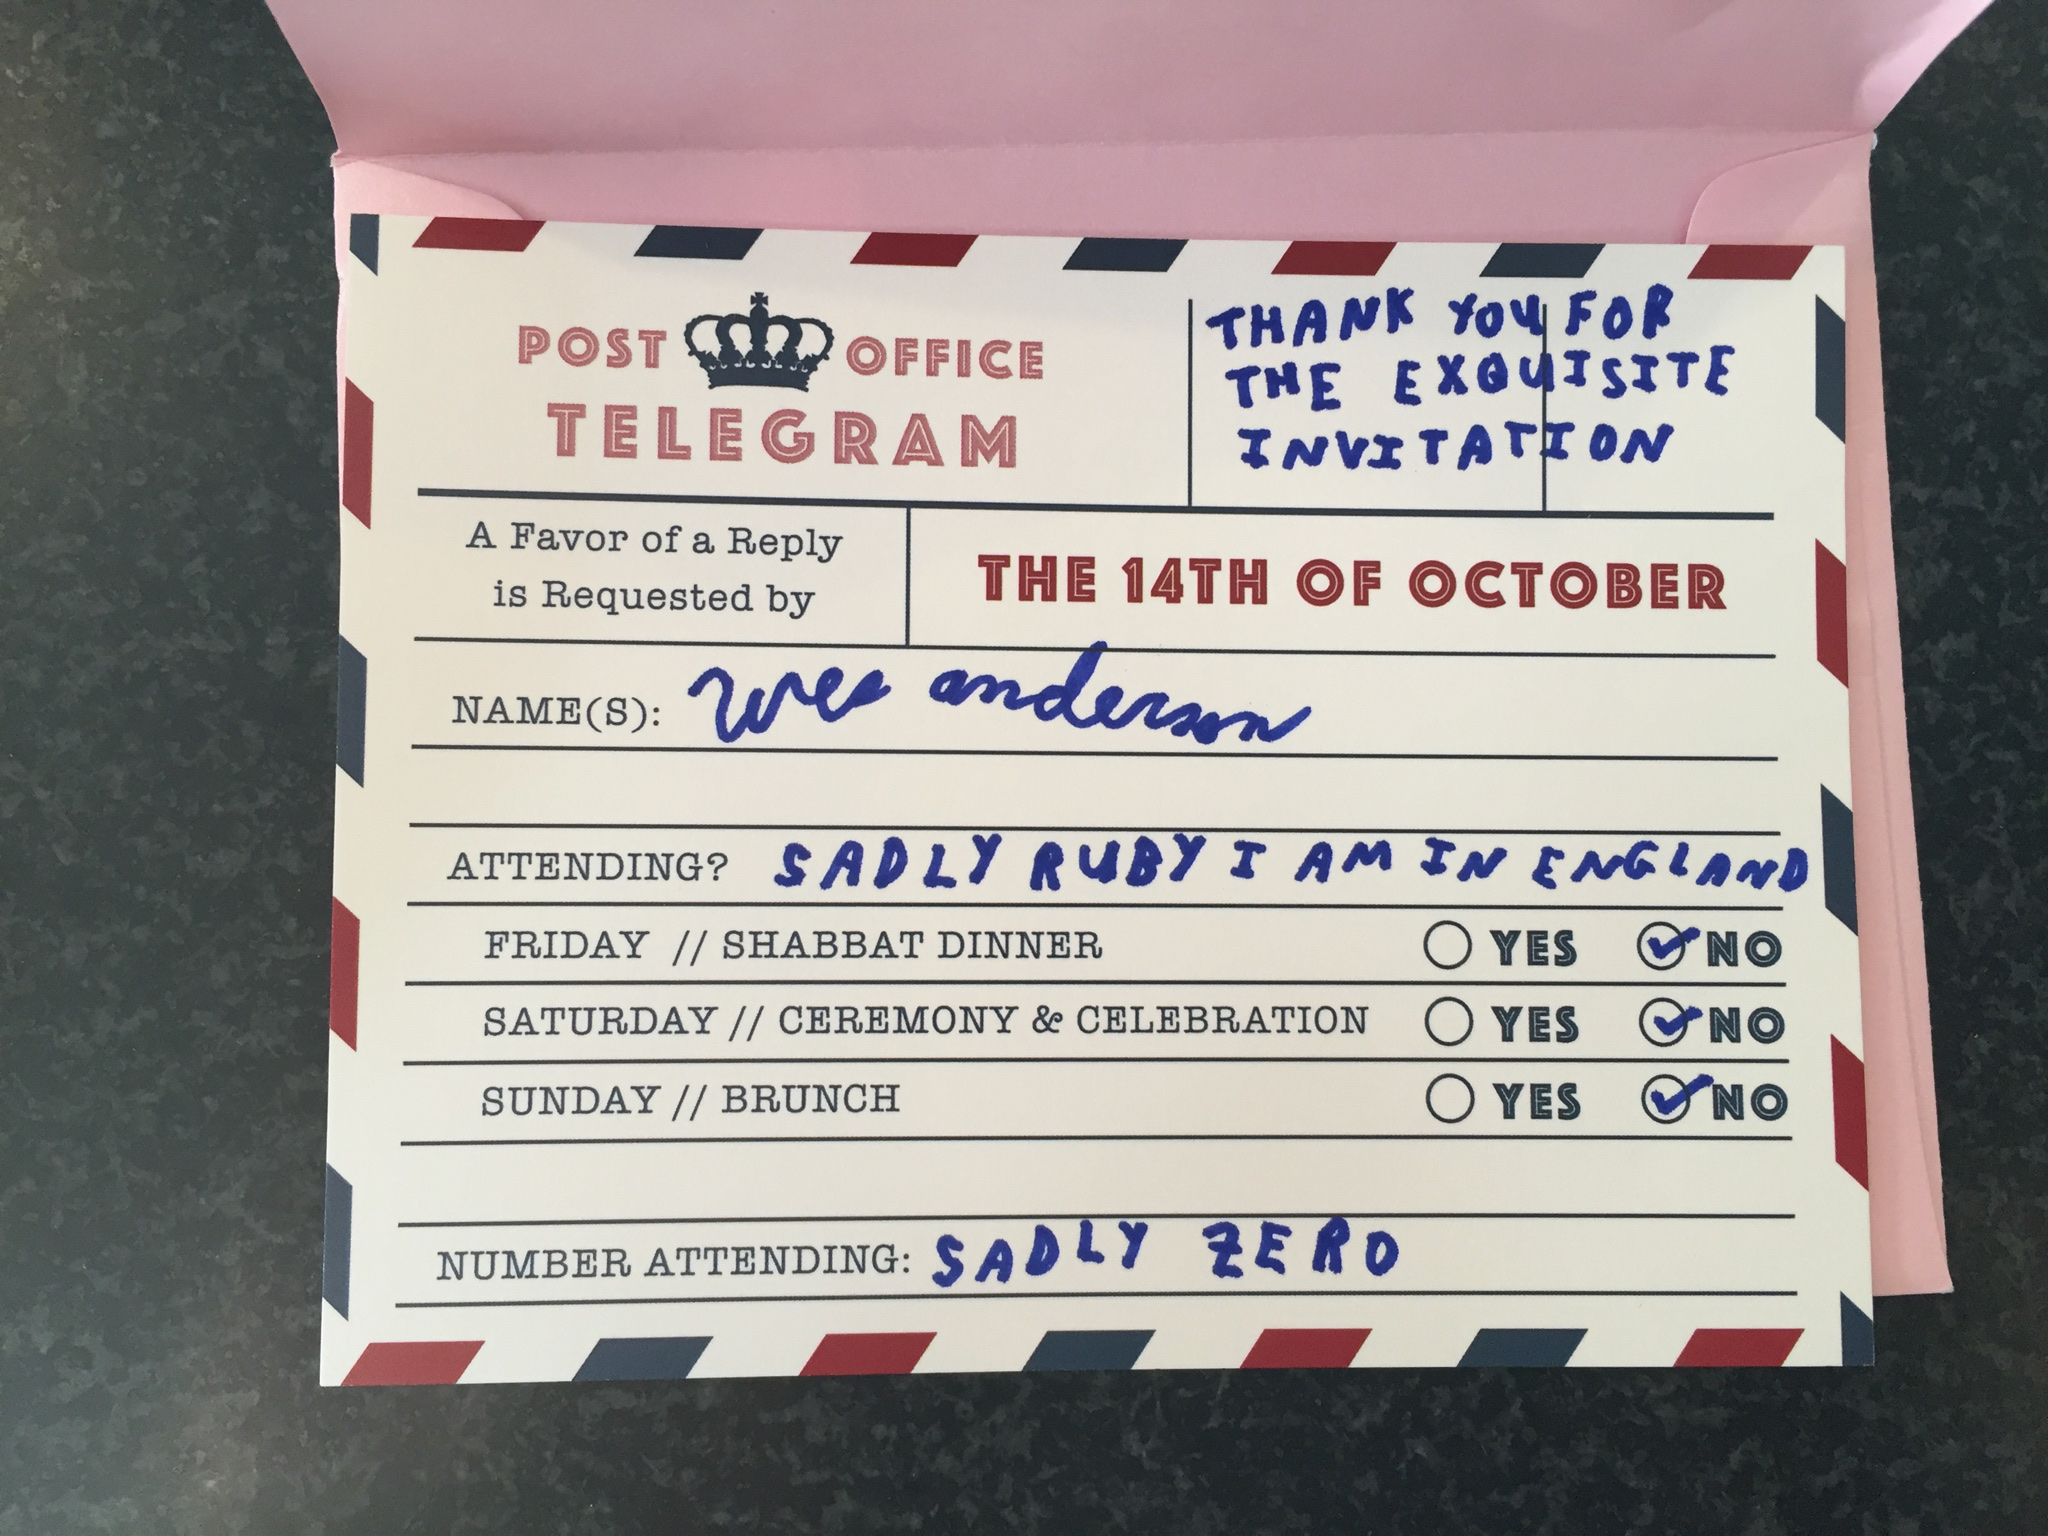 POST OFFICE
TELEGRAM
THANK YOU FOR
THE EXQUISITE
INVITATION
A Favor of a Reply
is Requested by
THE 14TH OF OCTOBER
NAME(S): Wes anderson
ATTENDING? SADLY RUBY I AM IN ENGLAND
FRIDAY // SHABBAT DINNER YES NO
SATURDAY // CEREMONY & CELEBRATION YES NO
SUNDAY // BRUNCH YES NO
NUMBER ATTENDING: SADLY ZERO